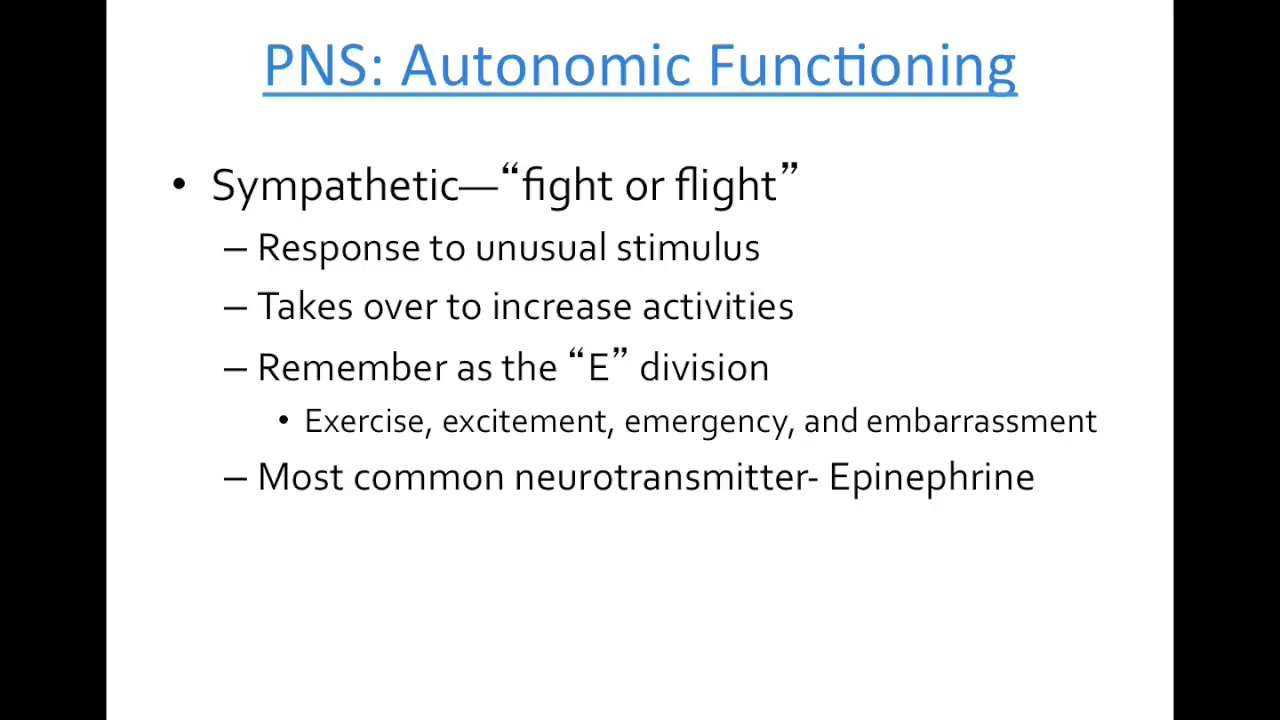 PNS: Autonomic Functioning
• Sympathetic—“fight or flight”
– Response to unusual stimulus
– Takes over to increase activities
– Remember as the “E” division
• Exercise, excitement, emergency, and embarrassment
– Most common neurotransmitter- Epinephrine